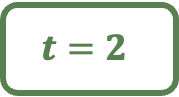 t = 2